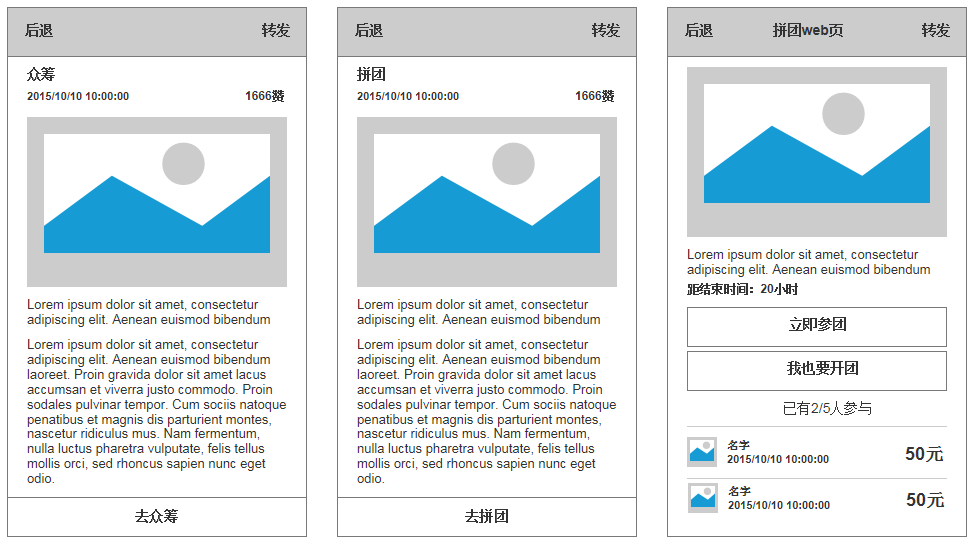 后退 转发
众筹
2015/10/10 10:00:00 1666赞
Lorem ipsum dolor sit amet, consectetur
adipiscing elit. Aenean euismod bibendum
Lorem ipsum dolor sit amet, consectetur
adipiscing elit. Aenean euismod bibendum
laoreet. Proin gravida dolor sit amet lacus
accumsan et viverra justo commodo. Proin
sodales pulvinar tempor. Cum sociis natoque
penatibus et magnis dis parturient montes,
nascetur ridiculus mus. Nam fermentum,
nulla luctus pharetra vulputate, felis tellus
mollis orci, sed rhoncus sapien nunc eget
odio.
去众筹
后退 转发
拼团
2015/10/10 10:00:00 1666赞
Lorem ipsum dolor sit amet, consectetur
adipiscing elit. Aenean euismod bibendum
Lorem ipsum dolor sit amet, consectetur
adipiscing elit. Aenean euismod bibendum
laoreet. Proin gravida dolor sit amet lacus
accumsan et viverra justo commodo. Proin
sodales pulvinar tempor. Cum sociis natoque
penatibus et magnis dis parturient montes,
nascetur ridiculus mus. Nam fermentum,
nulla luctus pharetra vulputate, felis tellus
mollis orci, sed rhoncus sapien nunc eget
odio.
去拼团
后退 拼团web页 转发
Lorem ipsum dolor sit amet, consectetur
adipiscing elit. Aenean euismod bibendum
距结束时间：20小时
立即参团
我也要开团
已有2/5人参与
名字
2015/10/10 10:00:00 50元
名字
2015/10/10 10:00:00 50元